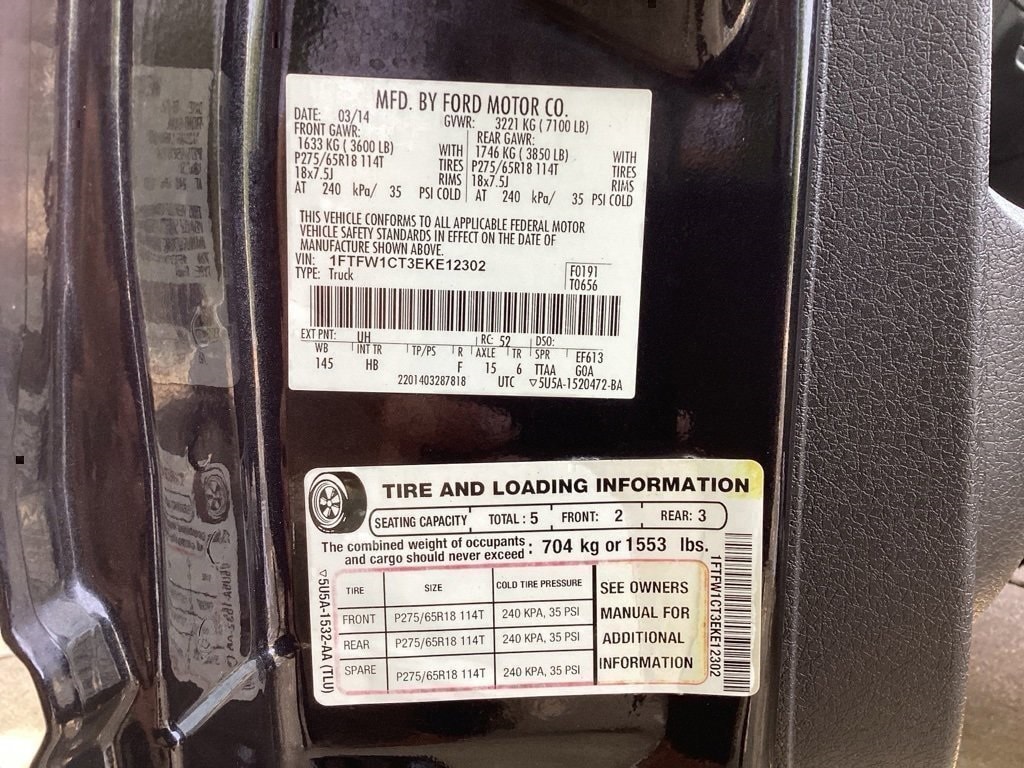 MFD. BY FORD MOTOR CO.
DATE: 03/14 GVWR: 3221 KG ( 7100 LB)
FRONT GAWR: REAR GAWR:
1633 KG ( 3600 LB) WITH 1746 KG ( 3850 LB) WITH
P275/65R18 114T TIRES P275/65R18 114T TIRES
18x7.5J RIMS 18x7.5J RIMS
AT 240 kPa/ 35 PSI COLD AT 240 kPa/ 35 PSI COLD
THIS VEHICLE CONFORMS TO ALL APPLICABLE FEDERAL MOTOR
VEHICLE SAFETY STANDARDS IN EFFECT ON THE DATE OF
MANUFACTURE SHOWN ABOVE.
VIN: 1FTFW1CT3EKE12302 F0191
TYPE: Truck T0656
EXT PNT: UH RC: 52 DSO:
WB INT TR TP/PS R AXLE TR SPR EF613
145 HB F 15 6 TTAA GOA
2201403287818 UTC ▽5U5A-1520472-BA
TIRE AND LOADING INFORMATION
SEATING CAPACITY TOTAL : 5 FRONT: 2 REAR: 3
The combined weight of occupants
and cargo should never exceed : 704 kg or 1553 lbs.
TIRE SIZE COLD TIRE PRESSURE
FRONT P275/65R18 114T 240 KPA, 35 PSI
REAR P275/65R18 114T 240 KPA, 35 PSI
SPARE P275/65R18 114T 240 KPA, 35 PSI
SEE OWNERS
MANUAL FOR
ADDITIONAL
INFORMATION
▽5U5A-1532-AA (TLU)
1FTFW1CT3EKE12302